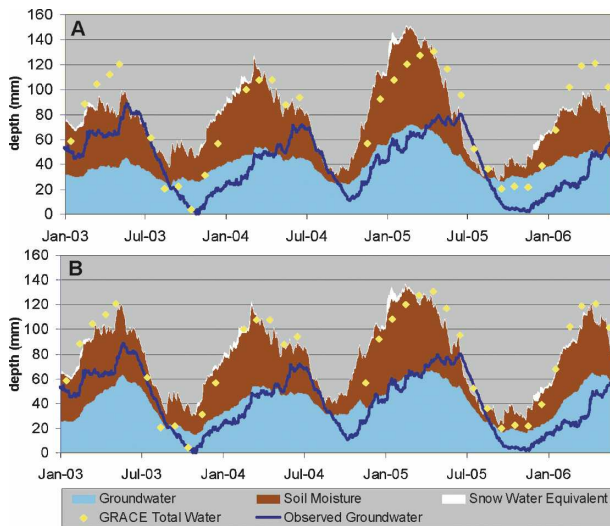 A
160
140
120
100
80
60
40
20
0
depth (mm)
Jan-03 Jul-03 Jan-04 Jul-04 Jan-05 Jul-05 Jan-06
B
160
140
120
100
80
60
40
20
0
depth (mm)
Jan-03 Jul-03 Jan-04 Jul-04 Jan-05 Jul-05 Jan-06
Groundwater Soil Moisture Snow Water Equivalent
GRACE Total Water Observed Groundwater